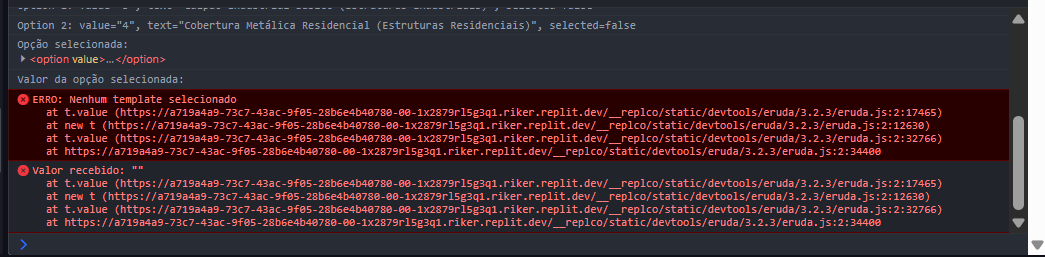 Option 2: value="4", text="Cobertura Metálica Residencial (Estruturas Residenciais)", selected=false
Opção selecionada:
<option value>…</option>
Valor da opção selecionada:
ERRO: Nenhum template selecionado
at t.value (https://a719a4a9-73c7-43ac-9f05-28b6e4b40780-00-1x2879rl5g3q1.riker.replit.dev/__replco/static/devtools/eruda/3.2.3/eruda.js:2:17465)
at new t (https://a719a4a9-73c7-43ac-9f05-28b6e4b40780-00-1x2879rl5g3q1.riker.replit.dev/__replco/static/devtools/eruda/3.2.3/eruda.js:2:12630)
at t.value (https://a719a4a9-73c7-43ac-9f05-28b6e4b40780-00-1x2879rl5g3q1.riker.replit.dev/__replco/static/devtools/eruda/3.2.3/eruda.js:2:32766)
at https://a719a4a9-73c7-43ac-9f05-28b6e4b40780-00-1x2879rl5g3q1.riker.replit.dev/__replco/static/devtools/eruda/3.2.3/eruda.js:2:34400
Valor recebido: ""
at t.value (https://a719a4a9-73c7-43ac-9f05-28b6e4b40780-00-1x2879rl5g3q1.riker.replit.dev/__replco/static/devtools/eruda/3.2.3/eruda.js:2:17465)
at new t (https://a719a4a9-73c7-43ac-9f05-28b6e4b40780-00-1x2879rl5g3q1.riker.replit.dev/__replco/static/devtools/eruda/3.2.3/eruda.js:2:12630)
at t.value (https://a719a4a9-73c7-43ac-9f05-28b6e4b40780-00-1x2879rl5g3q1.riker.replit.dev/__replco/static/devtools/eruda/3.2.3/eruda.js:2:32766)
at https://a719a4a9-73c7-43ac-9f05-28b6e4b40780-00-1x2879rl5g3q1.riker.replit.dev/__replco/static/devtools/eruda/3.2.3/eruda.js:2:34400